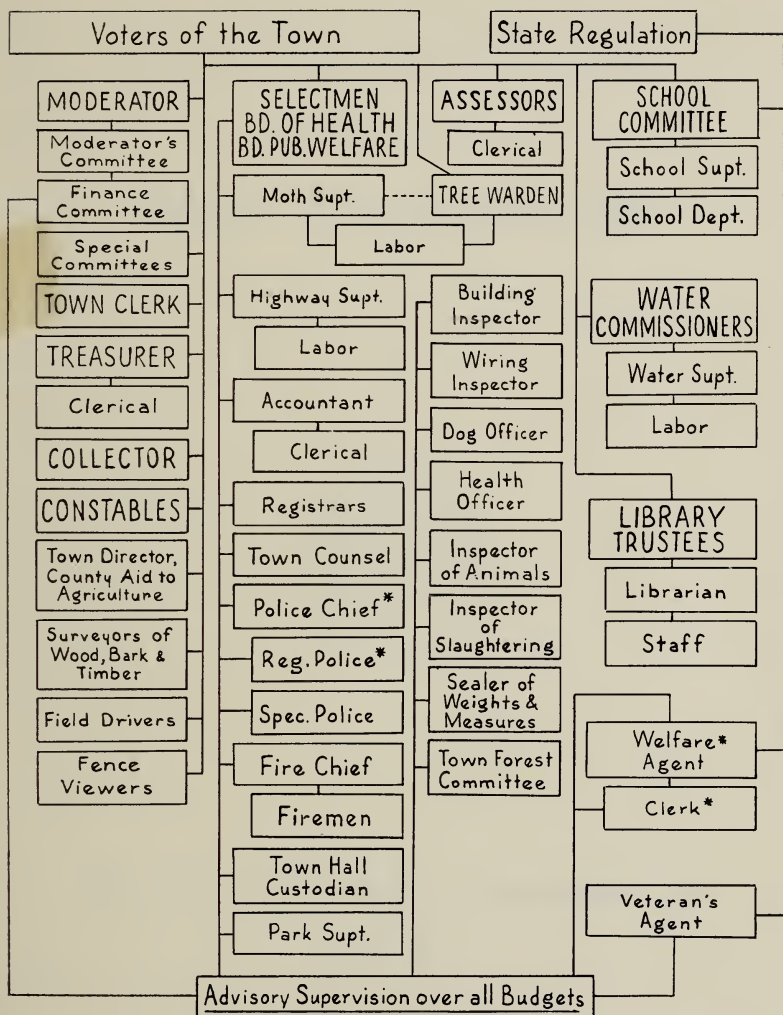 Voters of the Town
State Regulation
MODERATOR
Moderator's
Committee
Finance
Committee
Special
Committees
TOWN CLERK
TREASURER
Clerical
COLLECTOR
CONSTABLES
Town Director,
County Aid to
Agriculture
Surveyors of
Wood, Bark &
Timber
Field Drivers
Fence
Viewers
SELECTMEN
BD. OF HEALTH
BD. PUB. WELFARE
Moth Supt.
Labor
Highway Supt.
Labor
Accountant
Clerical
Registrars
Town Counsel
Police Chief*
Reg. Police*
Spec. Police
Fire Chief
Firemen
Town Hall
Custodian
Park Supt.
ASSESSORS
Clerical
TREE WARDEN
Building
Inspector
Wiring
Inspector
Dog Officer
Health
Officer
Inspector
of Animals
Inspector
of
Slaughtering
Sealer of
Weights &
Measures
Town Forest
Committee
SCHOOL
COMMITTEE
School Supt.
School Dept.
WATER
COMMISSIONERS
Water Supt.
Labor
LIBRARY
TRUSTEES
Librarian
Staff
Welfare*
Agent
Clerk*
Veteran's
Agent
Advisory Supervision over all Budgets